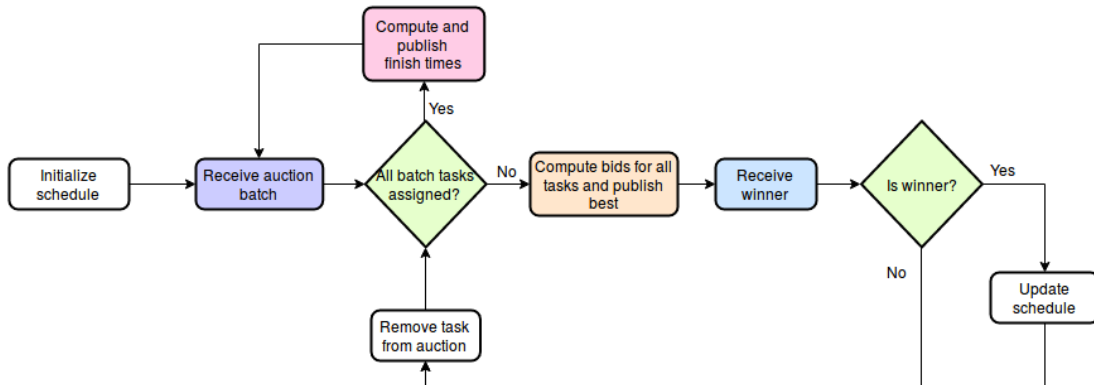 Compute and
publish
finish times
Yes
Initialize
schedule
Receive auction
batch
All batch tasks
assigned?
No
Compute bids for all
tasks and publish
best
Receive
winner
Is winner?
Yes
No
Update
schedule
Remove task
from auction